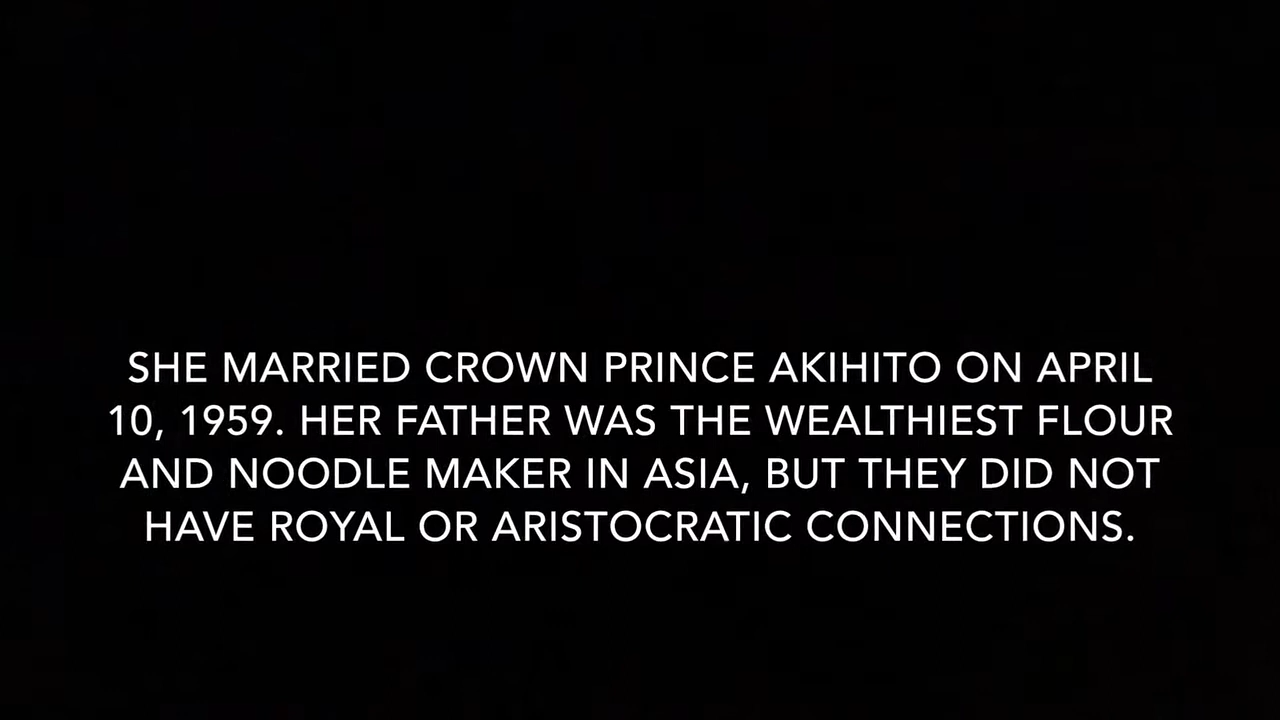 SHE MARRIED CROWN PRINCE AKIHITO ON APRIL
10, 1959. HER FATHER WAS THE WEALTHIEST FLOUR
AND NOODLE MAKER IN ASIA, BUT THEY DID NOT
HAVE ROYAL OR ARISTOCRATIC CONNECTIONS.